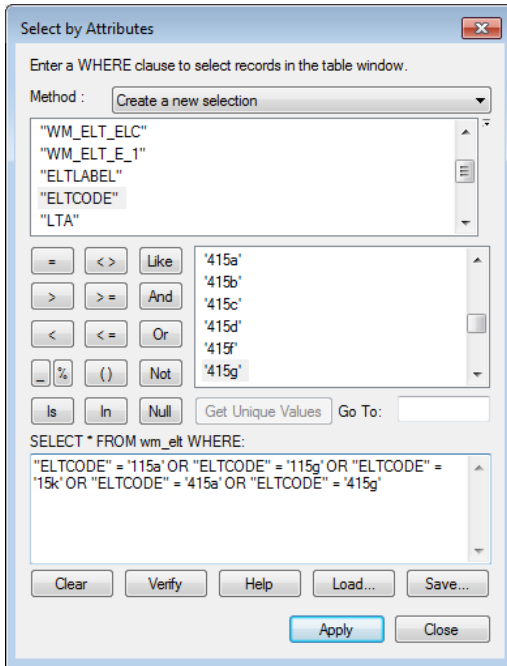 Select by Attributes
Enter a WHERE clause to select records in the table window.
Method : Create a new selection
"WM_ELT_ELC"
"WM_ELT_E_1"
"ELTLABEL"
"ELTCODE"
"LTA"
= < > Like
> > = And
< < = Or
_ % () Not
Is In Null
'415a'
'415b'
'415c'
'415d'
'415f'
'415g'
Get Unique Values Go To:
SELECT * FROM wm_elt WHERE:
"ELTCODE" = '115a' OR "ELTCODE" = '115g' OR "ELTCODE" =
'15k' OR "ELTCODE" = '415a' OR "ELTCODE" = '415g'
Clear Verify Help Load... Save...
Apply Close